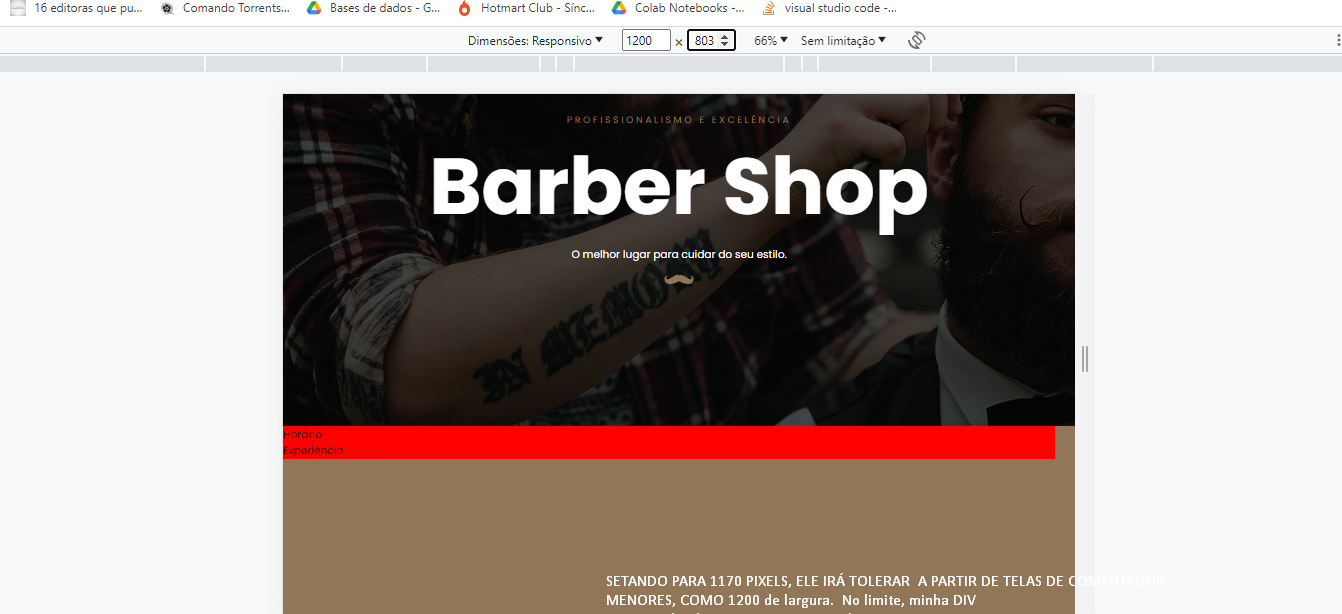 16 editoras que pu... Comando Torrents... Bases de dados - G... Hotmart Club - Sínc... Colab Notebooks -... visual studio code -...
Dimensões: Responsivo 1200 × 803 66% Sem limitação
PROFISSIONALISMO E EXCELÊNCIA
Barber Shop
O melhor lugar para cuidar do seu estilo.
IN MEMORY
Horário
Experiência
SETANDO PARA 1170 PIXELS, ELE IRÁ TOLERAR A PARTIR DE TELAS DE COMPUTADOR
MENORES, COMO 1200 de largura. No limite, minha DIV